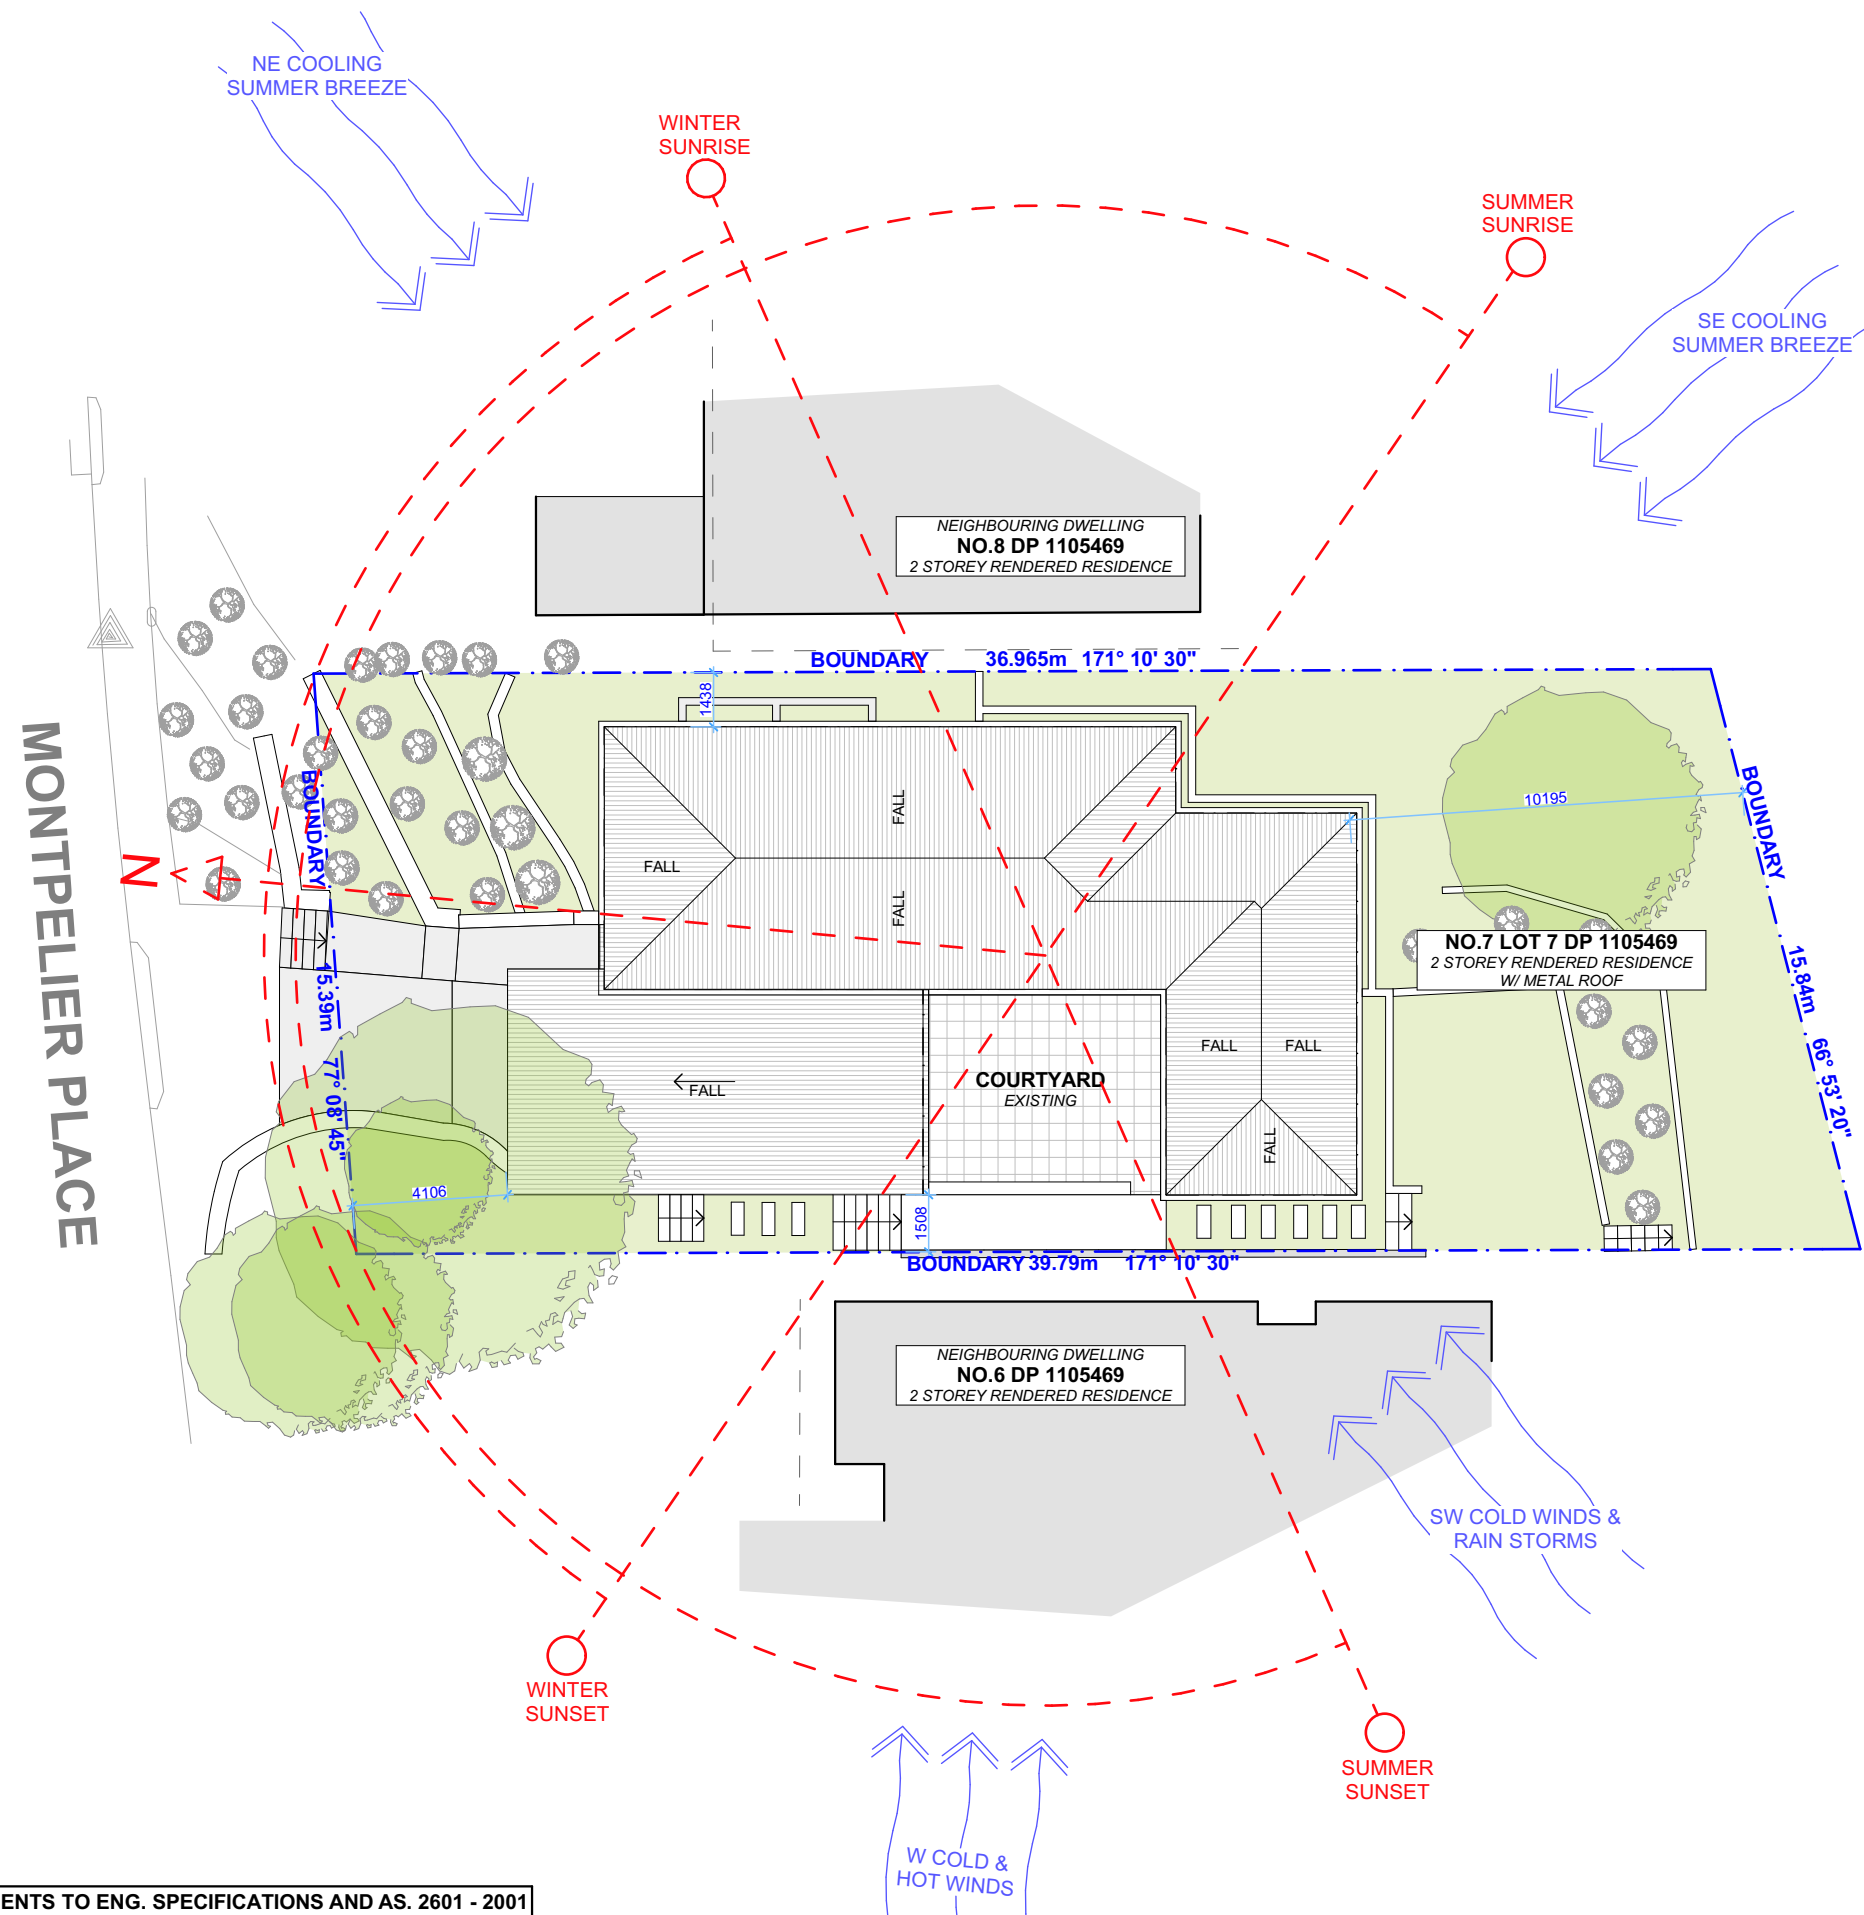 NE COOLING
SUMMER BREEZE
WINTER
SUNRISE
SUMMER
SUNRISE
SE COOLING
SUMMER BREEZE
NEIGHBOURING DWELLING
NO.8 DP 1105469
2 STOREY RENDERED RESIDENCE
BOUNDARY 36.965m 171° 10' 30"
1438
MONTPELIER PLACE
N
BOUNDARY
15.39m 77° 08' 45"
FALL
FALL
FALL
10195
BOUNDARY
15.84m 66° 53' 20"
NO.7 LOT 7 DP 1105469
2 STOREY RENDERED RESIDENCE
W/ METAL ROOF
FALL
COURTYARD
EXISTING
FALL
FALL
FALL
4106
1508
BOUNDARY 39.79m 171° 10' 30"
NEIGHBOURING DWELLING
NO.6 DP 1105469
2 STOREY RENDERED RESIDENCE
SW COLD WINDS &
RAIN STORMS
WINTER
SUNSET
SUMMER
SUNSET
W COLD &
HOT WINDS
ENTS TO ENG. SPECIFICATIONS AND AS. 2601 - 2001